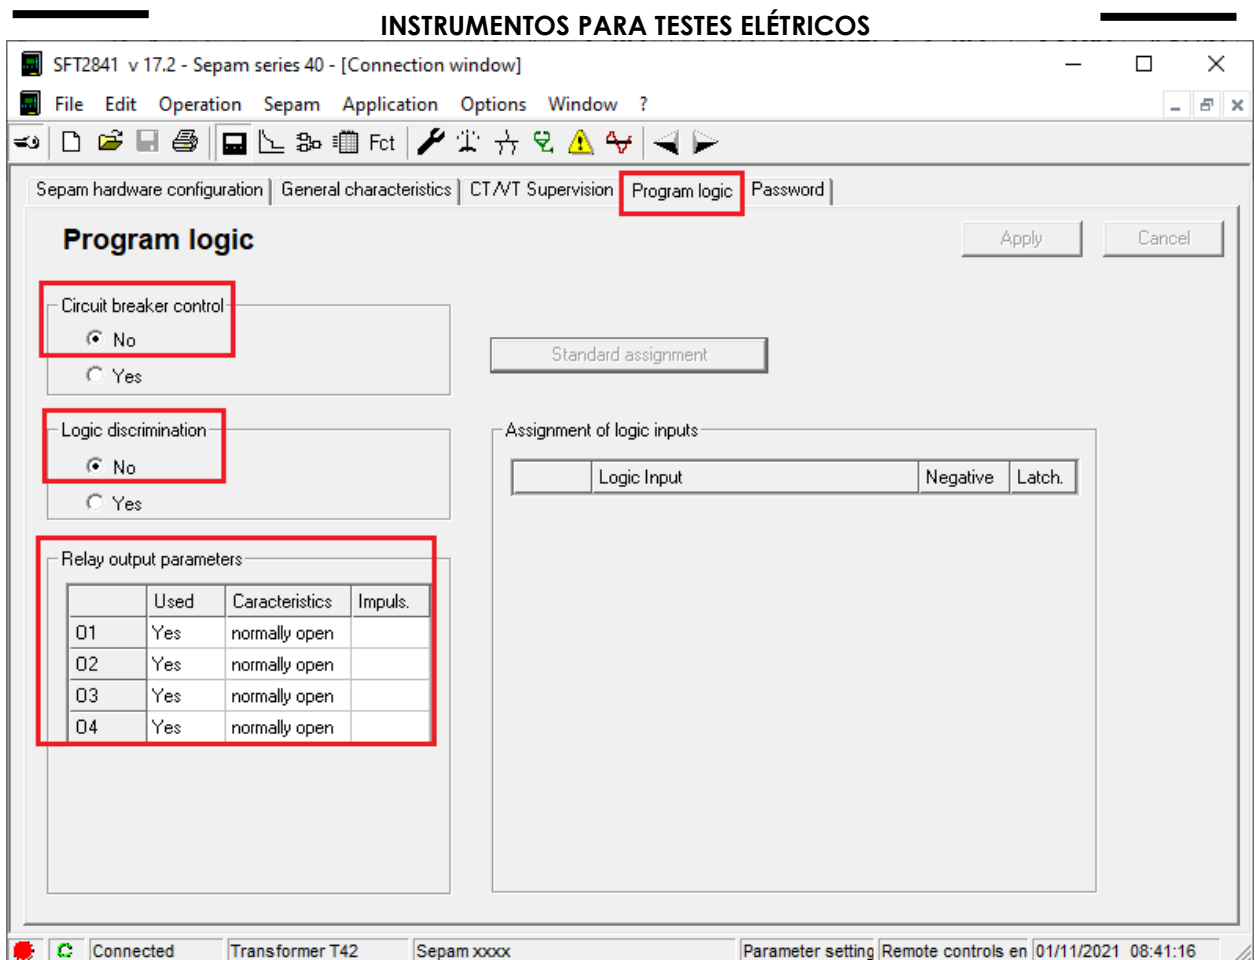 INSTRUMENTOS PARA TESTES ELÉTRICOS
SFT2841 v 17.2 - Sepam series 40 - [Connection window]
File Edit Operation Sepam Application Options Window ?
Fct
Sepam hardware configuration General characteristics CT/VT Supervision Program logic Password
Program logic
Apply Cancel
Circuit breaker control
No
Yes
Standard assignment
Logic discrimination
No
Yes
Assignment of logic inputs
Logic Input Negative Latch.
Relay output parameters
Used Caracteristics Impuls.
O1 Yes normally open
O2 Yes normally open
O3 Yes normally open
O4 Yes normally open
Connected Transformer T42 Sepam xxxx Parameter setting Remote controls en 01/11/2021 08:41:16